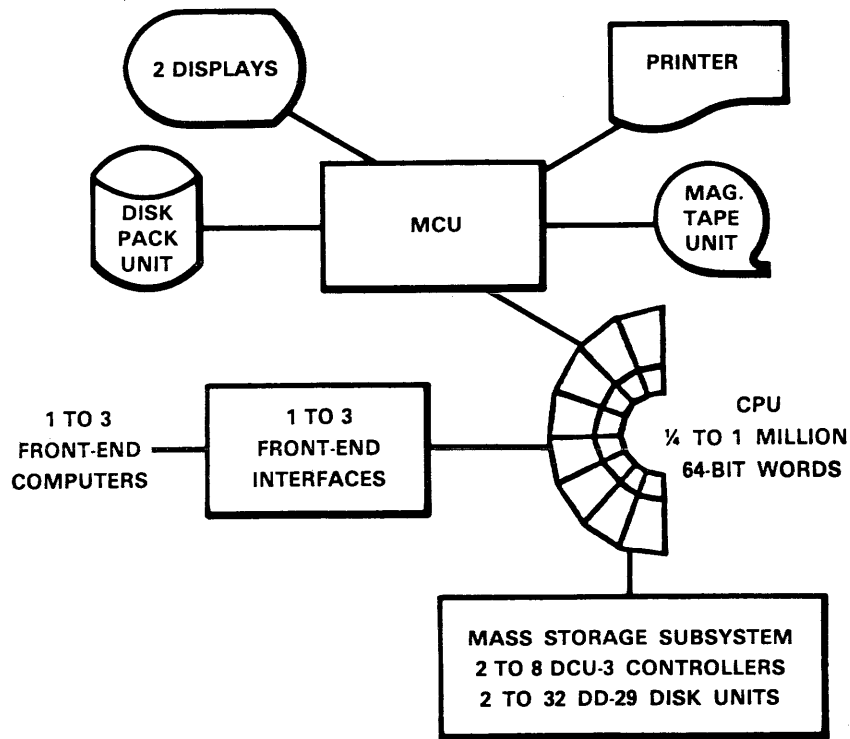 2 DISPLAYS
PRINTER
DISK
PACK
UNIT
MCU
MAG.
TAPE
UNIT
1 TO 3
FRONT-END
COMPUTERS
1 TO 3
FRONT-END
INTERFACES
CPU
¼ TO 1 MILLION
64-BIT WORDS
MASS STORAGE SUBSYSTEM
2 TO 8 DCU-3 CONTROLLERS
2 TO 32 DD-29 DISK UNITS